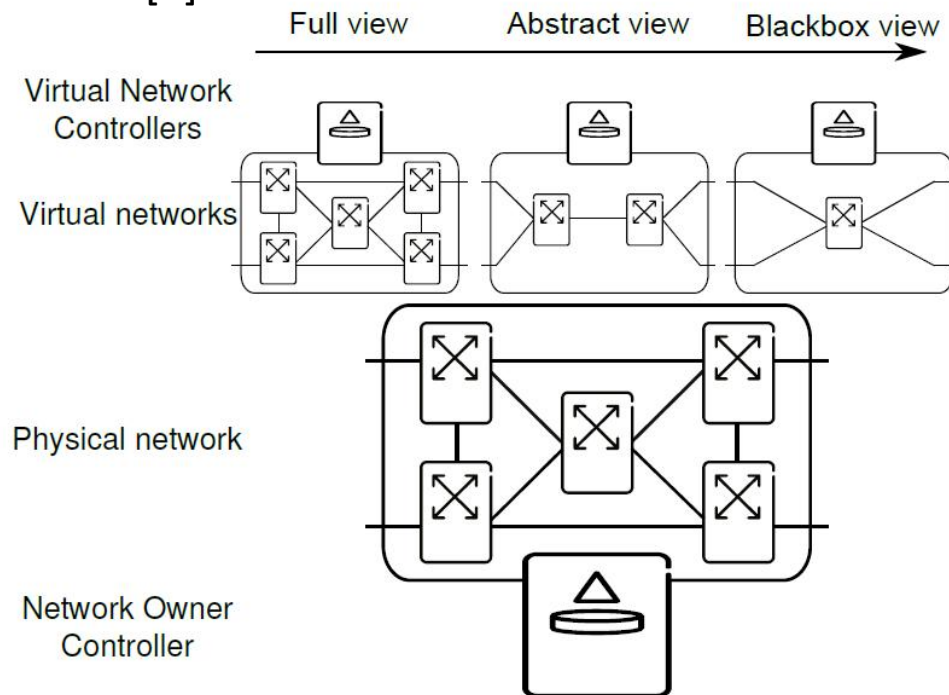 Full view
Abstract view
Blackbox view
Virtual Network
Controllers
Virtual networks
Physical network
Network Owner
Controller